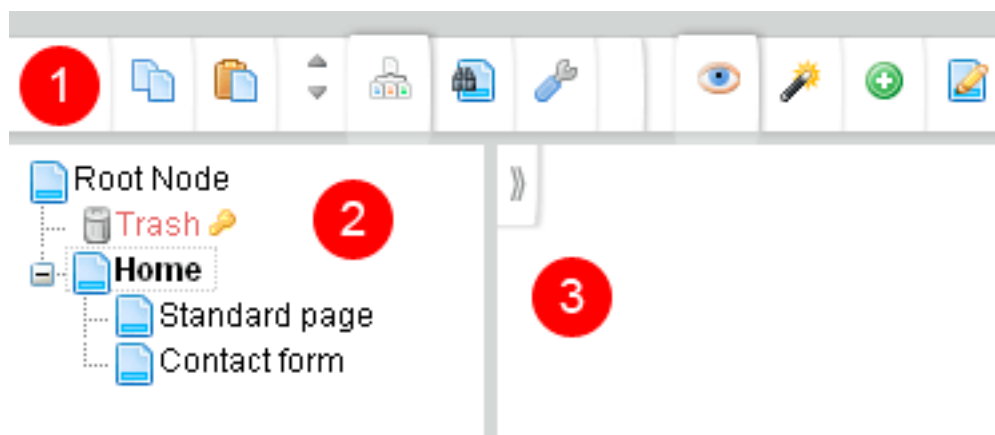 1
Root Node
Trash
2
Home
3
Standard page
Contact form